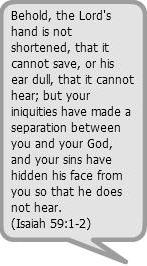 Behold, the Lord's
hand is not
shortened, that it
cannot save, or his
ear dull, that it cannot
hear; but your
iniquities have made a
separation between
you and your God,
and your sins have
hidden his face from
you so that he does
not hear.
(Isaiah 59:1-2)